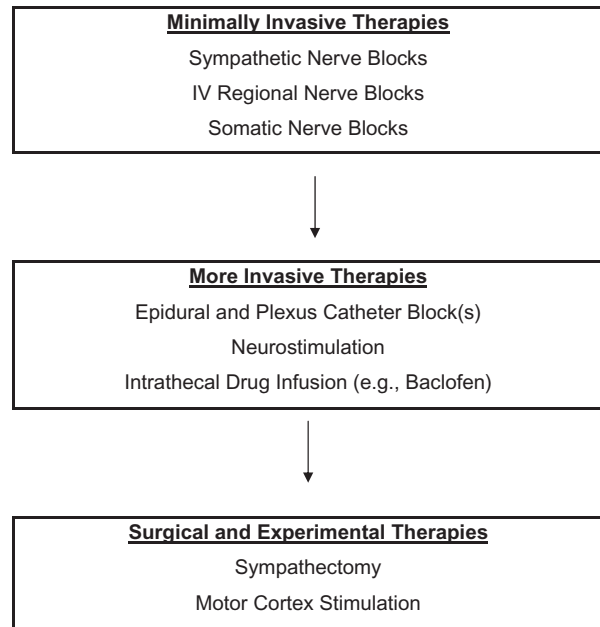 Minimally Invasive Therapies
Sympathetic Nerve Blocks
IV Regional Nerve Blocks
Somatic Nerve Blocks
More Invasive Therapies
Epidural and Plexus Catheter Block(s)
Neurostimulation
Intrathecal Drug Infusion (e.g., Baclofen)
Surgical and Experimental Therapies
Sympathectomy
Motor Cortex Stimulation